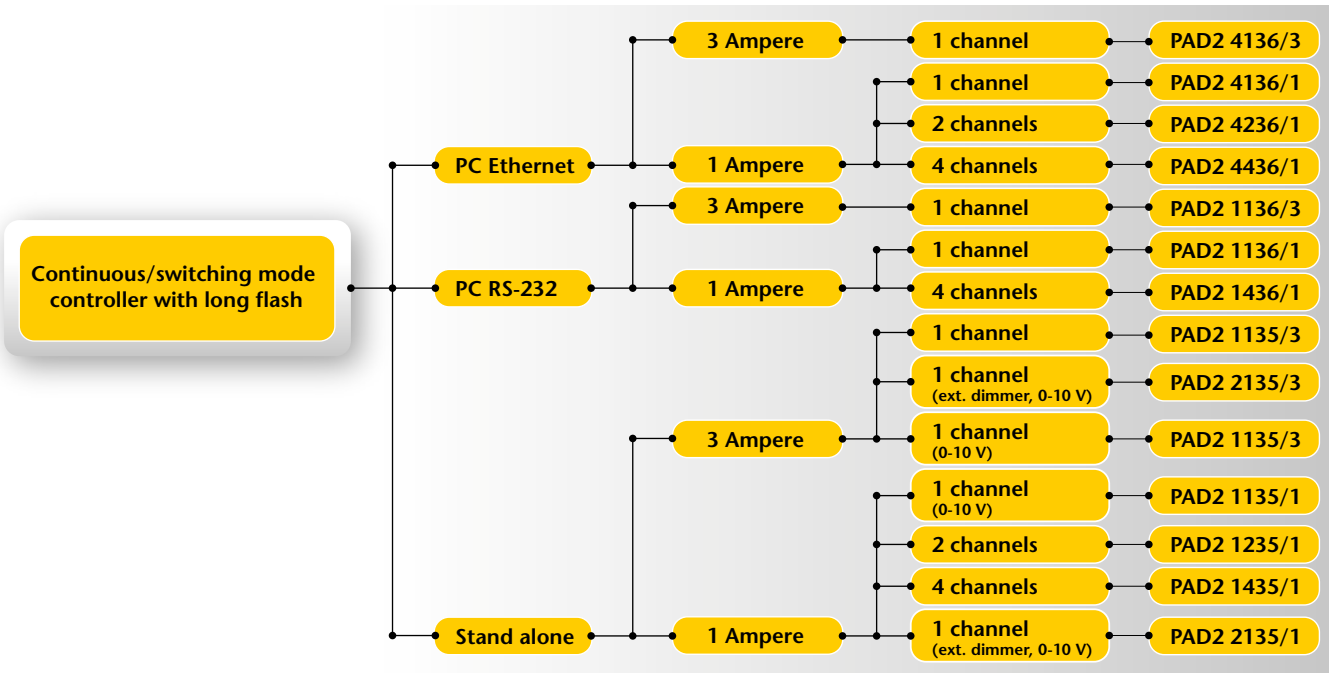 3 Ampere
1 channel
PAD2 4136/3
1 channel
PAD2 4136/1
2 channels
PAD2 4236/1
PC Ethernet
1 Ampere
4 channels
PAD2 4436/1
3 Ampere
1 channel
PAD2 1136/3
1 channel
PAD2 1136/1
Continuous/switching mode
controller with long flash
PC RS-232
1 Ampere
4 channels
PAD2 1436/1
1 channel
PAD2 1135/3
1 channel
(ext. dimmer, 0-10 V)
PAD2 2135/3
3 Ampere
1 channel
(0-10 V)
PAD2 1135/3
1 channel
(0-10 V)
PAD2 1135/1
2 channels
PAD2 1235/1
4 channels
PAD2 1435/1
Stand alone
1 Ampere
1 channel
(ext. dimmer, 0-10 V)
PAD2 2135/1